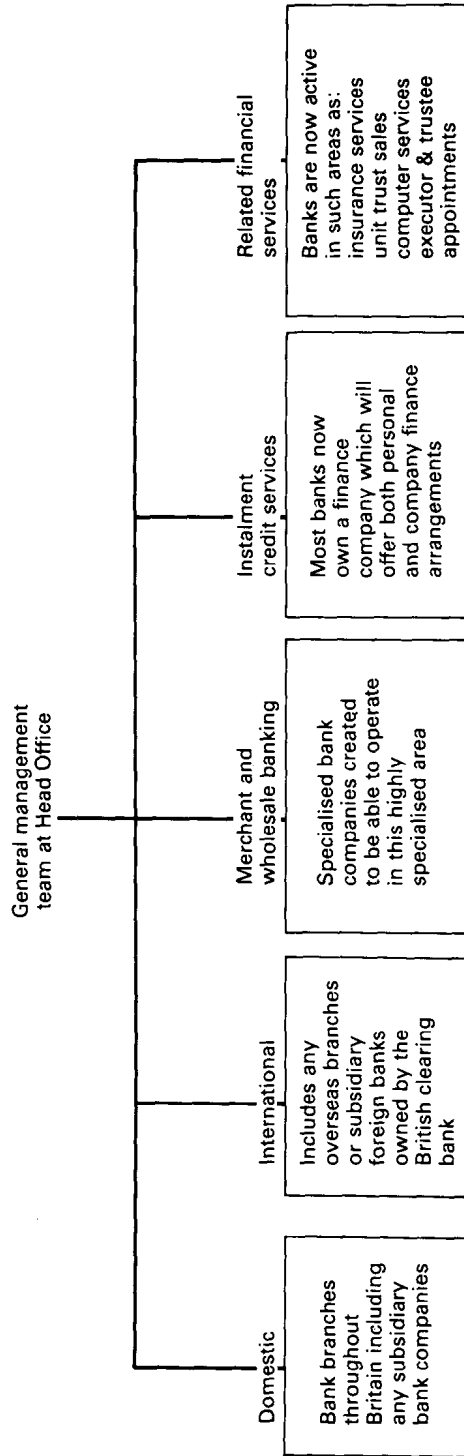 General management
team at Head Office
Domestic
Bank branches
throughout
Britain including
any subsidiary
bank companies
International
Includes any
overseas branches
or subsidiary
foreign banks
owned by the
British clearing
bank
Merchant and
wholesale banking
Specialised bank
companies created
to be able to operate
in this highly
specialised area
Instalment
credit services
Most banks now
own a finance
company which will
offer both personal
and company finance
arrangements
Related financial
services
Banks are now active
in such areas as:
insurance services
unit trust sales
computer services
executor & trustee
appointments